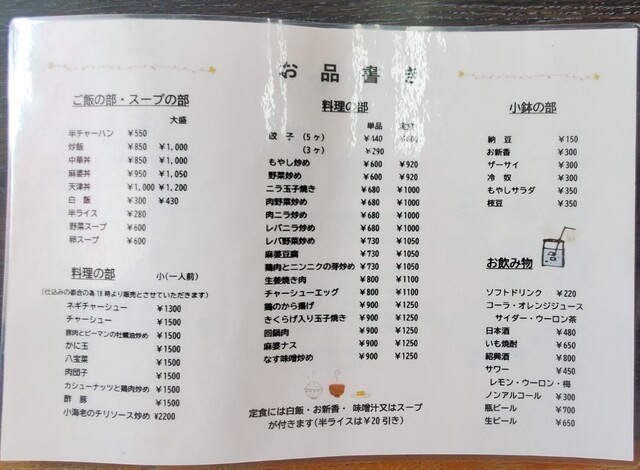 お品書き
ご飯の部・スープの部
大盛
半チャーハン ¥550
炒飯 ¥850 ¥1,000
中華丼 ¥850 ¥1,000
麻婆丼 ¥950 ¥1,050
天津丼 ¥1,000 ¥1,200
白飯 ¥300 ¥430
半ライス ¥280
野菜スープ ¥600
卵スープ ¥600
料理の部 小(一人前)
(仕込みの都合の為18時より販売とさせていただきます)
ネギチャーシュー ¥1300
チャーシュー ¥1500
豚肉とピーマンの牡蠣油炒め ¥1500
かに玉 ¥1500
八宝菜 ¥1500
肉団子 ¥1500
カシューナッツと鶏肉炒め ¥1500
酢豚 ¥1500
小海老のチリソース炒め ¥2200
料理の部
単品
餃子 (5ヶ) ¥440
(3ヶ) ¥290
もやし炒め ¥600 ¥920
野菜炒め ¥600 ¥920
ニラ玉子焼き ¥680 ¥1000
肉野菜炒め ¥680 ¥1000
肉ニラ炒め ¥680 ¥1000
レバニラ炒め ¥680 ¥1000
レバ野菜炒め ¥730 ¥1050
麻婆豆腐 ¥730 ¥1050
鶏肉とニンニクの芽炒め ¥730 ¥1050
生姜焼き肉 ¥800 ¥1100
チャーシューエッグ ¥800 ¥1100
鶏のから揚げ ¥900 ¥1250
きくらげ入り玉子焼き ¥900 ¥1250
回鍋肉 ¥900 ¥1250
麻婆ナス ¥900 ¥1250
なす味噌炒め ¥900 ¥1250
定食には白飯・お新香・味噌汁又はスープ
が付きます(半ライスは¥20引き)
小鉢の部
納豆 ¥150
お新香 ¥300
ザーサイ ¥300
冷奴 ¥300
もやしサラダ ¥350
枝豆 ¥350
お飲み物
ソフトドリンク ¥220
コーラ・オレンジジュース
サイダー・ウーロン茶
日本酒 ¥480
いも焼酎 ¥650
紹興酒 ¥800
サワー ¥450
レモン・ウーロン・梅
ノンアルコール ¥300
瓶ビール ¥700
生ビール ¥650